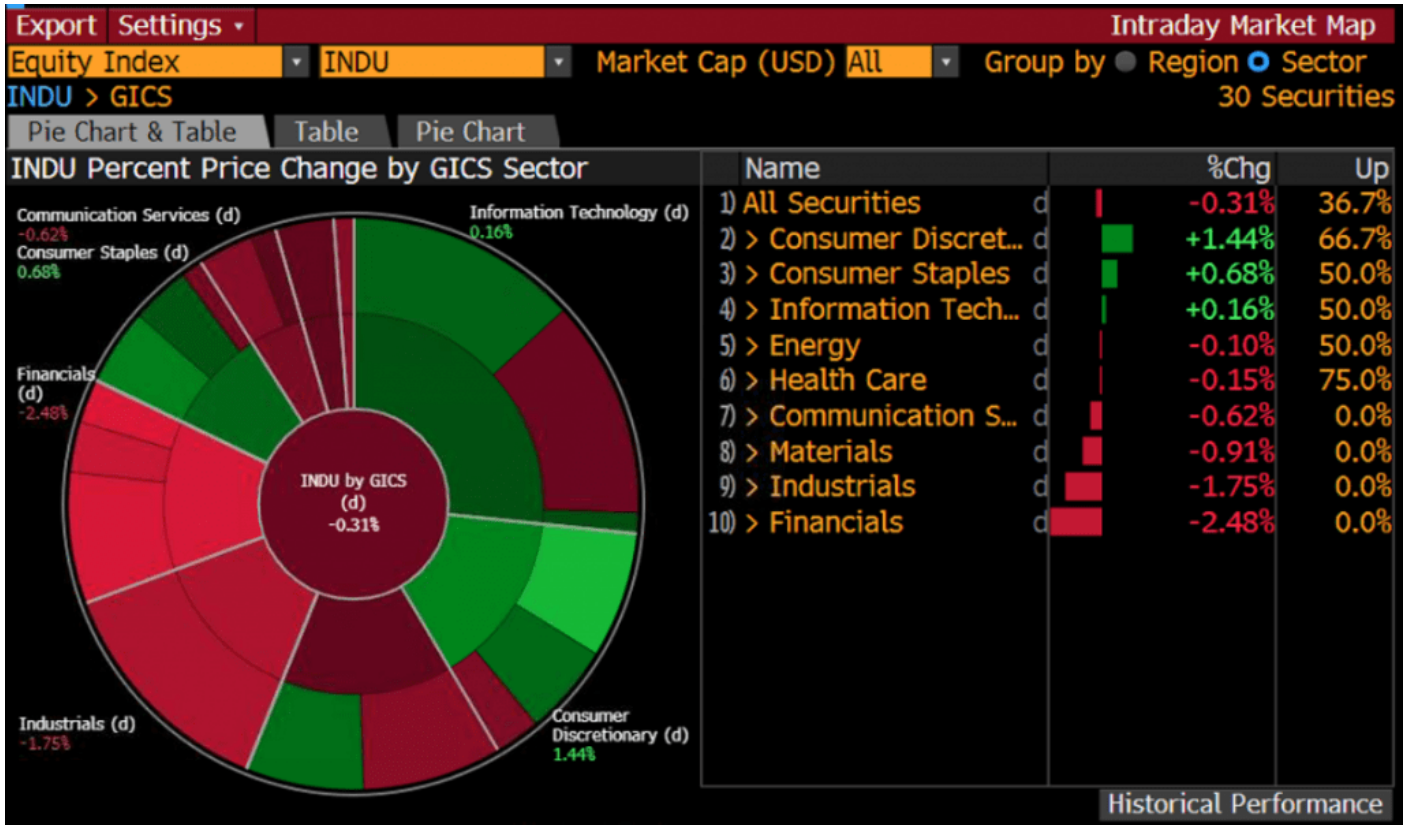 Export Settings Intraday Market Map
Equity Index INDU Market Cap (USD) All Group by Region Sector
INDU > GICS 30 Securities
Pie Chart & Table Table Pie Chart
INDU Percent Price Change by GICS Sector
Communication Services (d)
-0.62%
Consumer Staples (d)
0.68%
Information Technology (d)
0.16%
Financials
(d)
-2.48%
INDU by GICS
(d)
-0.31%
Industrials (d)
-1.75%
Consumer
Discretionary (d)
1.44%
Name %Chg Up
1) All Securities d -0.31% 36.7%
2) > Consumer Discret... d +1.44% 66.7%
3) > Consumer Staples d +0.68% 50.0%
4) > Information Tech... d +0.16% 50.0%
5) > Energy d -0.10% 50.0%
6) > Health Care d -0.15% 75.0%
7) > Communication S... d -0.62% 0.0%
8) > Materials d -0.91% 0.0%
9) > Industrials d -1.75% 0.0%
10) > Financials d -2.48% 0.0%
Historical Performance